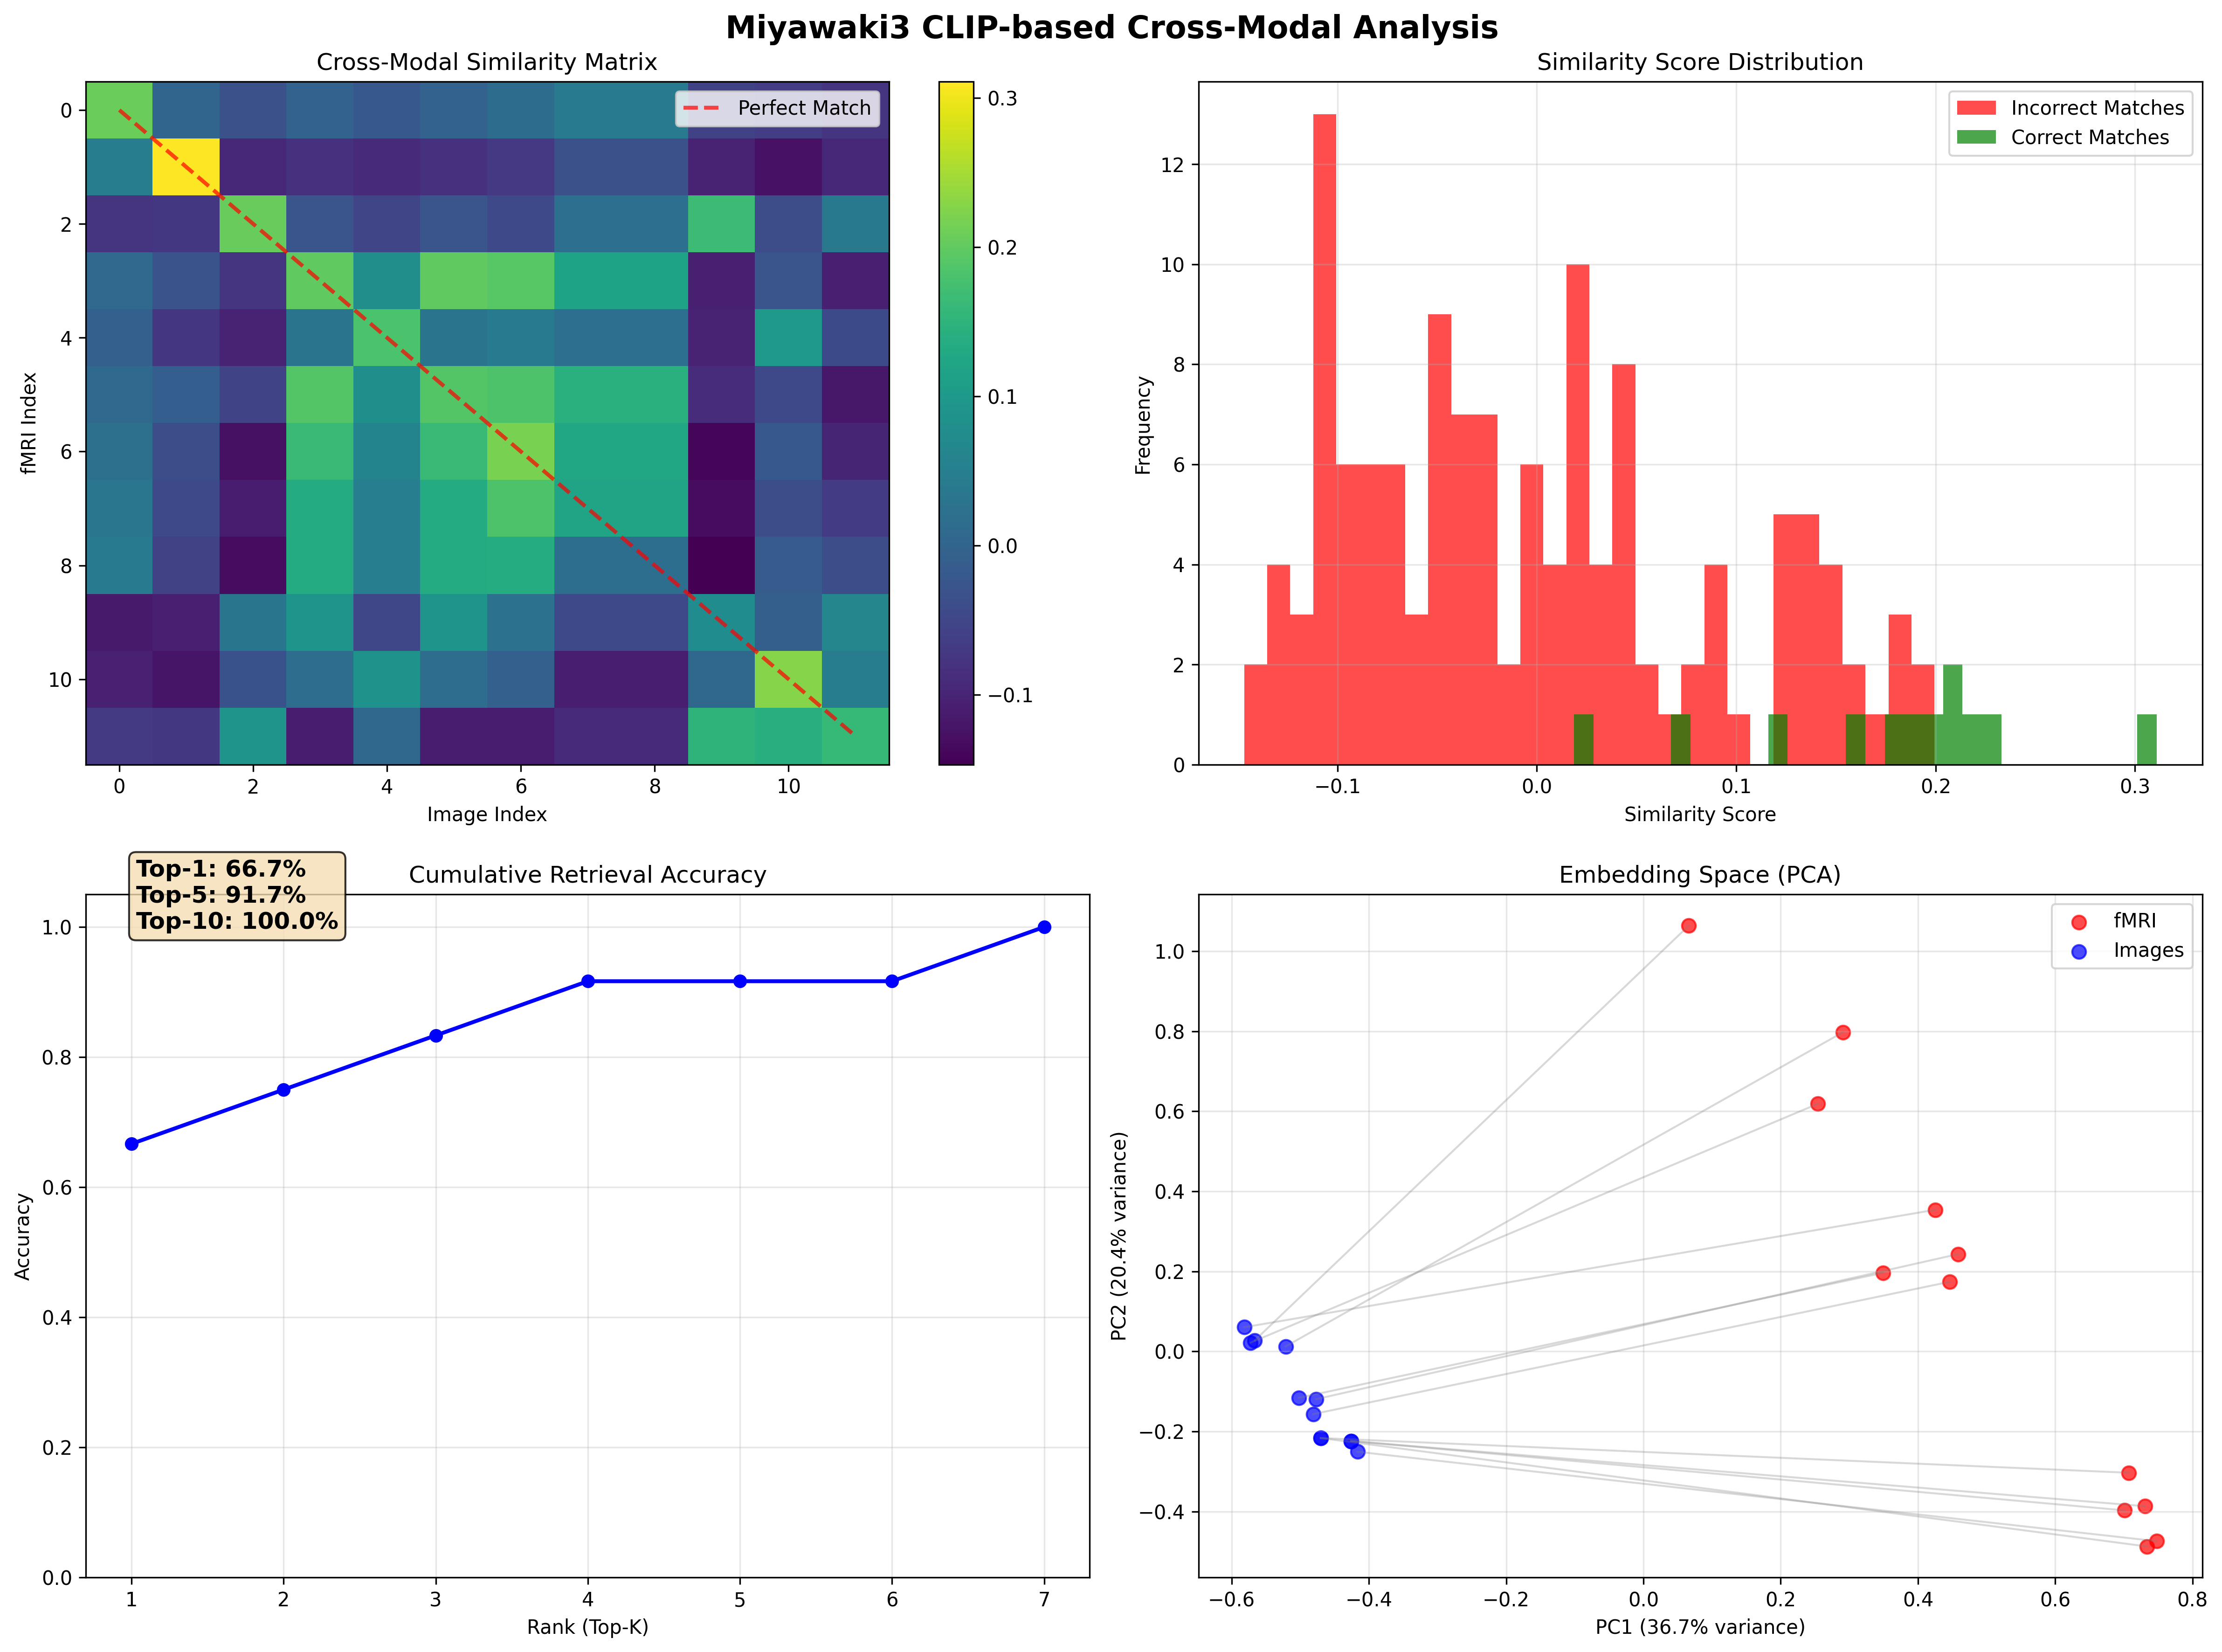 Miyawaki3 CLIP-based Cross-Modal Analysis
Cross-Modal Similarity Matrix
Perfect Match
0
2
4
6
8
10
fMRI Index
0 2 4 6 8 10
Image Index
0.3
0.2
0.1
0.0
−0.1
Similarity Score Distribution
Incorrect Matches
Correct Matches
12
10
8
6
4
2
0
Frequency
−0.1 0.0 0.1 0.2 0.3
Similarity Score
Cumulative Retrieval Accuracy
Top-1: 66.7%
Top-5: 91.7%
Top-10: 100.0%
1.0
0.8
0.6
0.4
0.2
0.0
Accuracy
1 2 3 4 5 6 7
Rank (Top-K)
Embedding Space (PCA)
fMRI
Images
1.0
0.8
0.6
0.4
0.2
0.0
−0.2
−0.4
PC2 (20.4% variance)
−0.6 −0.4 −0.2 0.0 0.2 0.4 0.6 0.8
PC1 (36.7% variance)